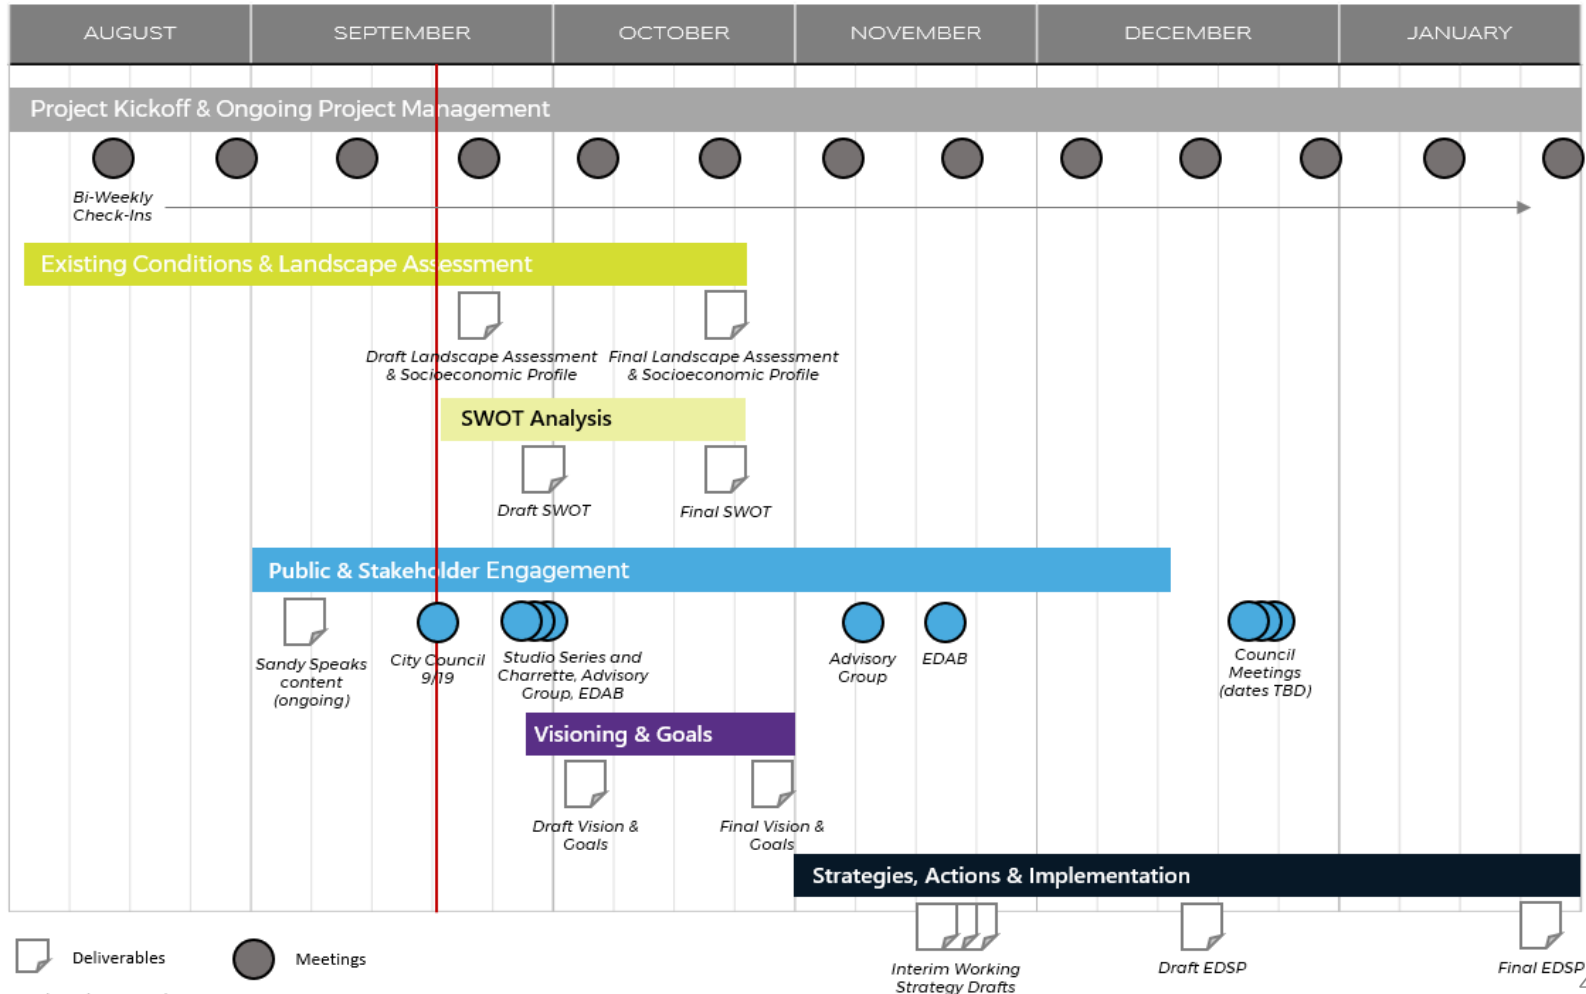 AUGUST
SEPTEMBER
OCTOBER
NOVEMBER
DECEMBER
JANUARY
Project Kickoff & Ongoing Project Management
Bi-Weekly
Check-Ins
Existing Conditions & Landscape Assessment
Draft Landscape Assessment
& Socioeconomic Profile
Final Landscape Assessment
& Socioeconomic Profile
SWOT Analysis
Draft SWOT
Final SWOT
Public & Stakeholder Engagement
Sandy Speaks
content
(ongoing)
City Council
9/19
Studio Series and
Charrette, Advisory
Group, EDAB
Advisory
Group
EDAB
Council
Meetings
(dates TBD)
Visioning & Goals
Draft Vision &
Goals
Final Vision &
Goals
Strategies, Actions & Implementation
Interim Working
Strategy Drafts
Draft EDSP
Final EDSP
Deliverables
Meetings
4